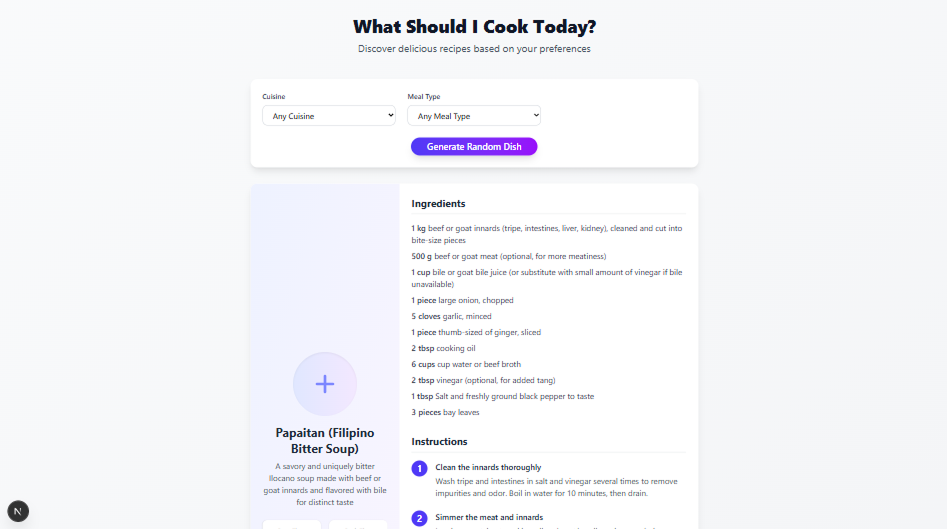 What Should I Cook Today?
Discover delicious recipes based on your preferences
Cuisine
Meal Type
Any Cuisine
Any Meal Type
Generate Random Dish
Papaitan (Filipino
Bitter Soup)
A savory and uniquely bitter
Ilocano soup made with beef or
goat innards and flavored with bile
for distinct taste
Ingredients
1 kg beef or goat innards (tripe, intestines, liver, kidney), cleaned and cut into
bite-size pieces
500 g beef or goat meat (optional, for more meatiness)
1 cup bile or goat bile juice (or substitute with small amount of vinegar if bile
unavailable)
1 piece large onion, chopped
5 cloves garlic, minced
1 piece thumb-sized of ginger, sliced
2 tbsp cooking oil
6 cups cup water or beef broth
2 tbsp vinegar (optional, for added tang)
1 tbsp Salt and freshly ground black pepper to taste
3 pieces bay leaves
Instructions
1 Clean the innards thoroughly
Wash tripe and intestines in salt and vinegar several times to remove
impurities and odor. Boil in water for 10 minutes, then drain.
2 Simmer the meat and innards
N